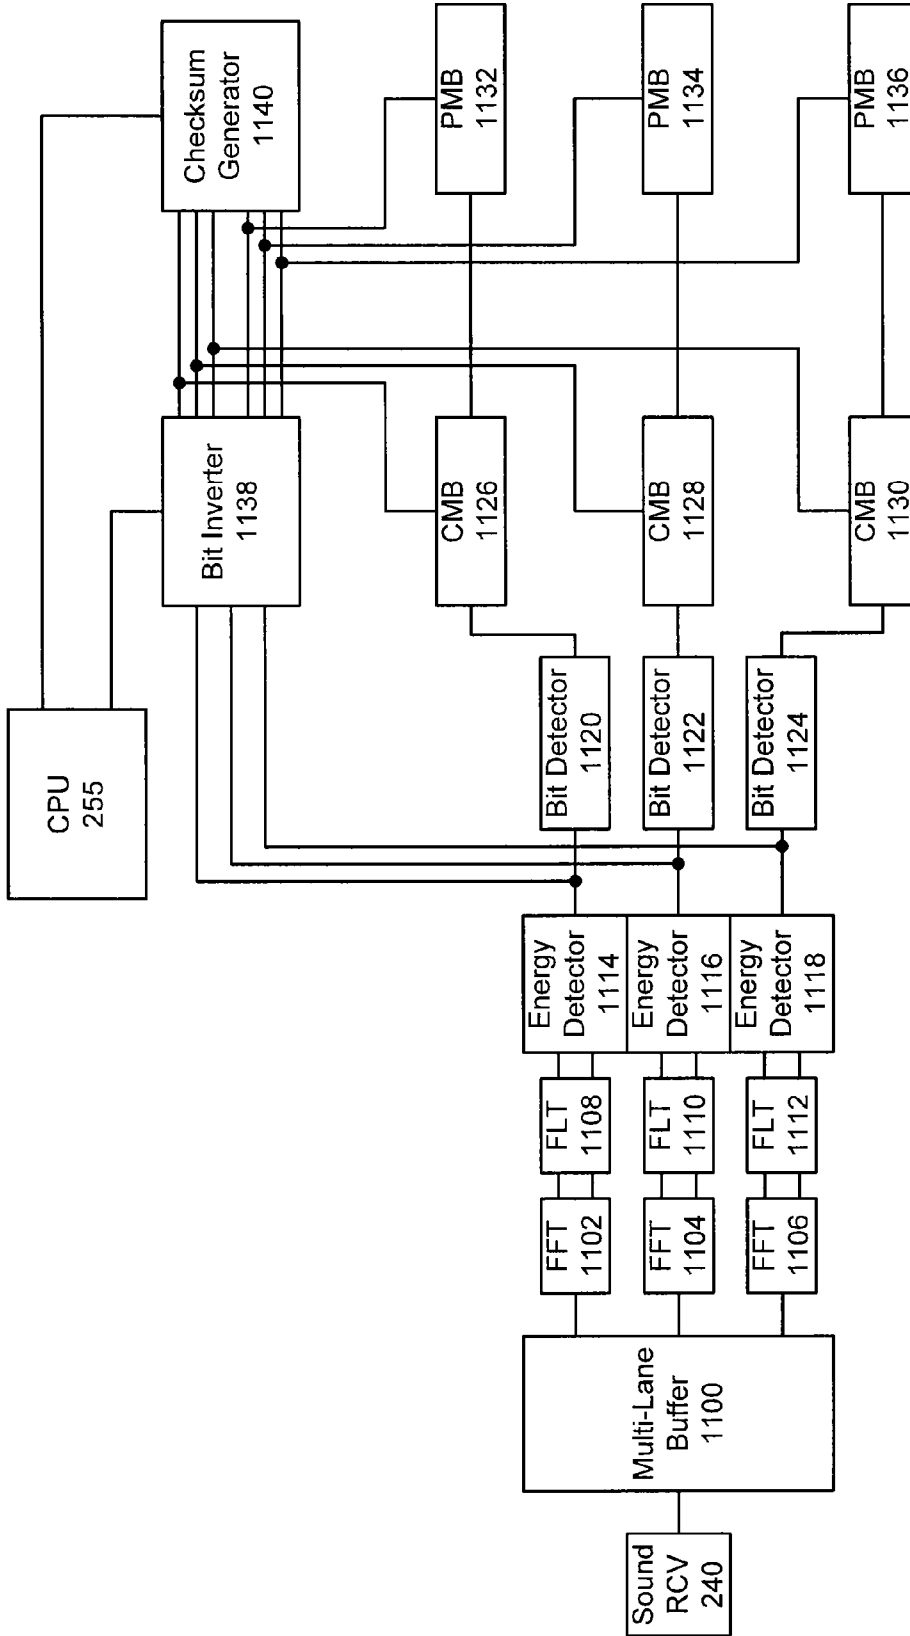 CPU
255
Bit Inverter
1138
Checksum
Generator
1140
Sound
RCV
240
Multi-Lane
Buffer
1100
FFT
1102
FLT
1108
Energy
Detector
1114
Bit Detector
1120
CMB
1126
PMB
1132
FFT
1104
FLT
1110
Energy
Detector
1116
Bit Detector
1122
CMB
1128
PMB
1134
FFT
1106
FLT
1112
Energy
Detector
1118
Bit Detector
1124
CMB
1130
PMB
1136